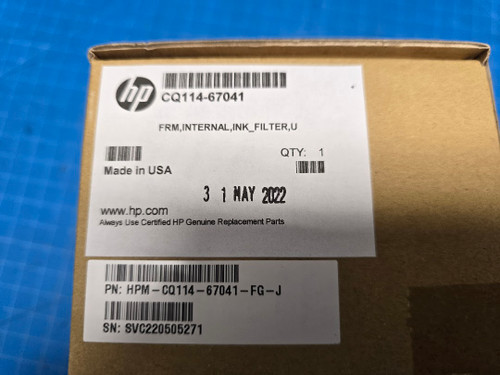 hp
CQ114-67041
FRM,INTERNAL,INK_FILTER,U
QTY: 1
Made in USA
3 1 MAY 2022
www.hp.com
Always Use Certified HP Genuine Replacement Parts
PN: HPM-CQ114-67041-FG-J
SN: SVC220505271